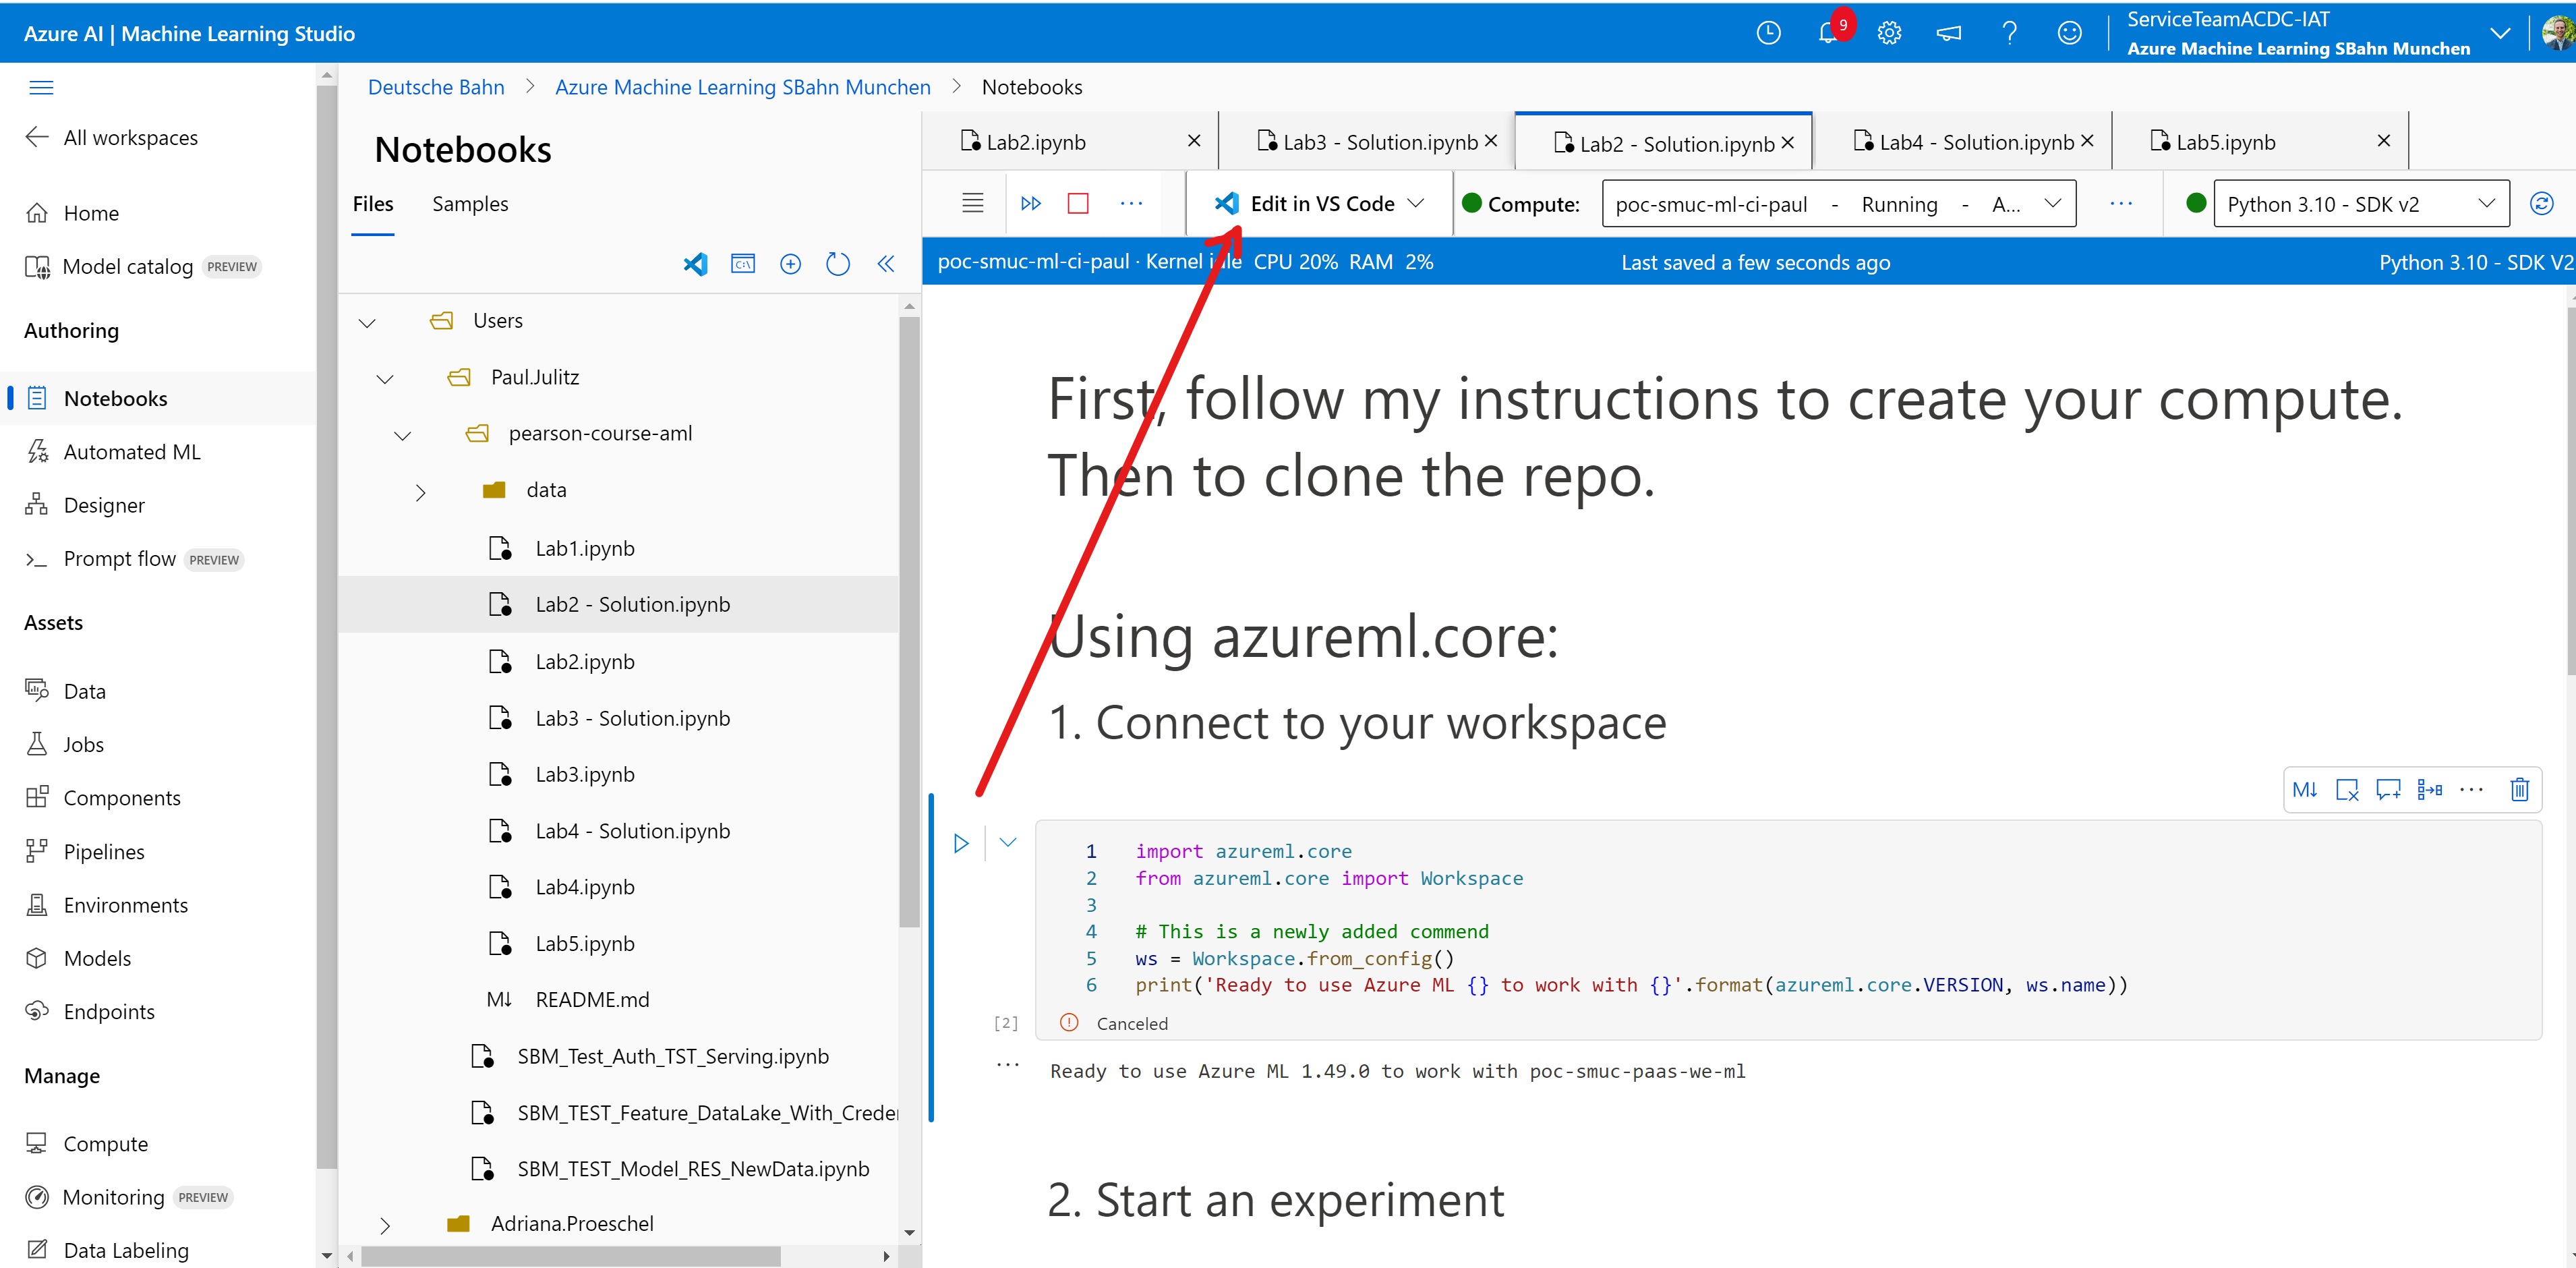 Azure AI | Machine Learning Studio
9
ServiceTeamACDC-IAT
Azure Machine Learning SBahn Munchen
All workspaces
Home
Model catalog PREVIEW
Authoring
Notebooks
Automated ML
Designer
Prompt flow PREVIEW
Assets
Data
Jobs
Components
Pipelines
Environments
Models
Endpoints
Manage
Compute
Monitoring PREVIEW
Data Labeling
Deutsche Bahn > Azure Machine Learning SBahn Munchen > Notebooks
Notebooks
Files Samples
Users
Paul.Julitz
pearson-course-aml
data
Lab1.ipynb
Lab2 - Solution.ipynb
Lab2.ipynb
Lab3 - Solution.ipynb
Lab3.ipynb
Lab4 - Solution.ipynb
Lab4.ipynb
Lab5.ipynb
M↓ README.md
SBM_Test_Auth_TST_Serving.ipynb
SBM_TEST_Feature_DataLake_With_Creder
SBM_TEST_Model_RES_NewData.ipynb
Adriana.Proeschel
Lab2.ipynb
Lab3 - Solution.ipynb
Lab2 - Solution.ipynb
Lab4 - Solution.ipynb
Lab5.ipynb
Edit in VS Code
Compute: poc-smuc-ml-ci-paul - Running - A...
Python 3.10 - SDK v2
poc-smuc-ml-ci-paul · Kernel idle CPU 20% RAM 2%
Last saved a few seconds ago
Python 3.10 - SDK V2
First, follow my instructions to create your compute.
Then to clone the repo.
Using azureml.core:
1. Connect to your workspace
M↓
1 import azureml.core
2 from azureml.core import Workspace
3
4 # This is a newly added commend
5 ws = Workspace.from_config()
6 print('Ready to use Azure ML {} to work with {}'.format(azureml.core.VERSION, ws.name))
[2] Canceled
... Ready to use Azure ML 1.49.0 to work with poc-smuc-paas-we-ml
2. Start an experiment